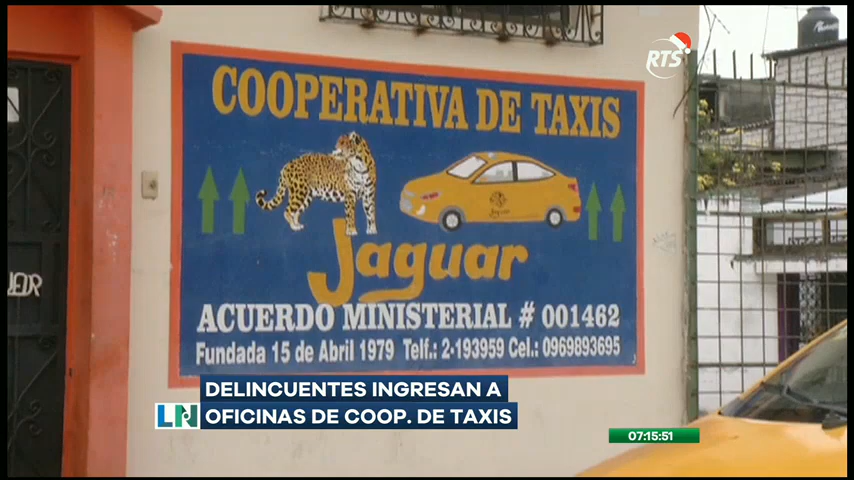 RTS
COOPERATIVA DE TAXIS
Jaguar
Jaguar
ACUERDO MINISTERIAL # 001462
Fundada 15 de Abril 1979 Telf.: 2-193959 Cel.: 0969893695
DELINCUENTES INGRESAN A
LN OFICINAS DE COOP. DE TAXIS
07:15:51